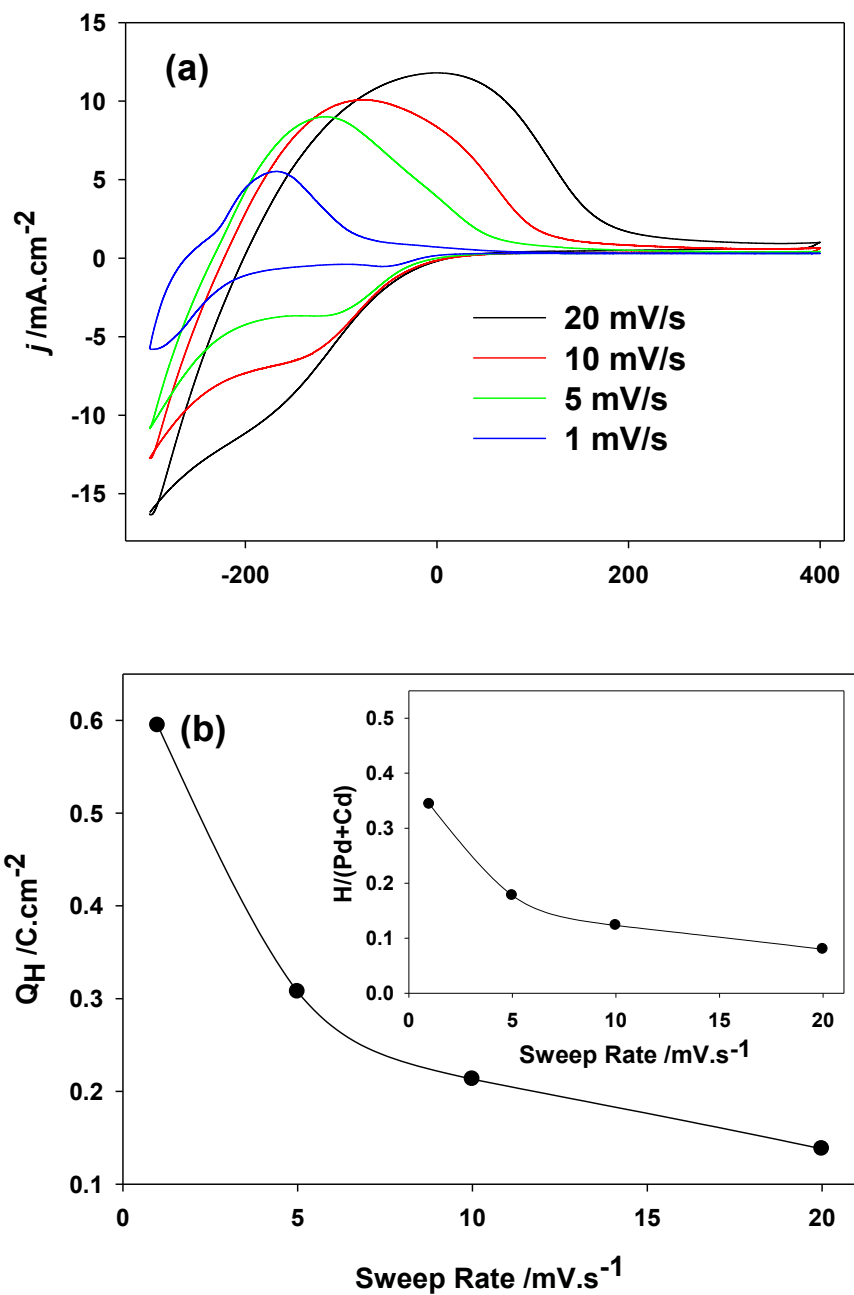 (a)
15
10
5
0
-5
-10
-15
j /mA.cm-2
20 mV/s
10 mV/s
5 mV/s
1 mV/s
-200 0 200 400
(b)
0.6
0.5
0.4
0.3
0.2
0.1
QH /C.cm-2
0 5 10 15 20
Sweep Rate /mV.s-1
0.5
0.4
0.3
0.2
0.1
0.0
H/(Pd+Cd)
0 5 10 15 20
Sweep Rate /mV.s-1